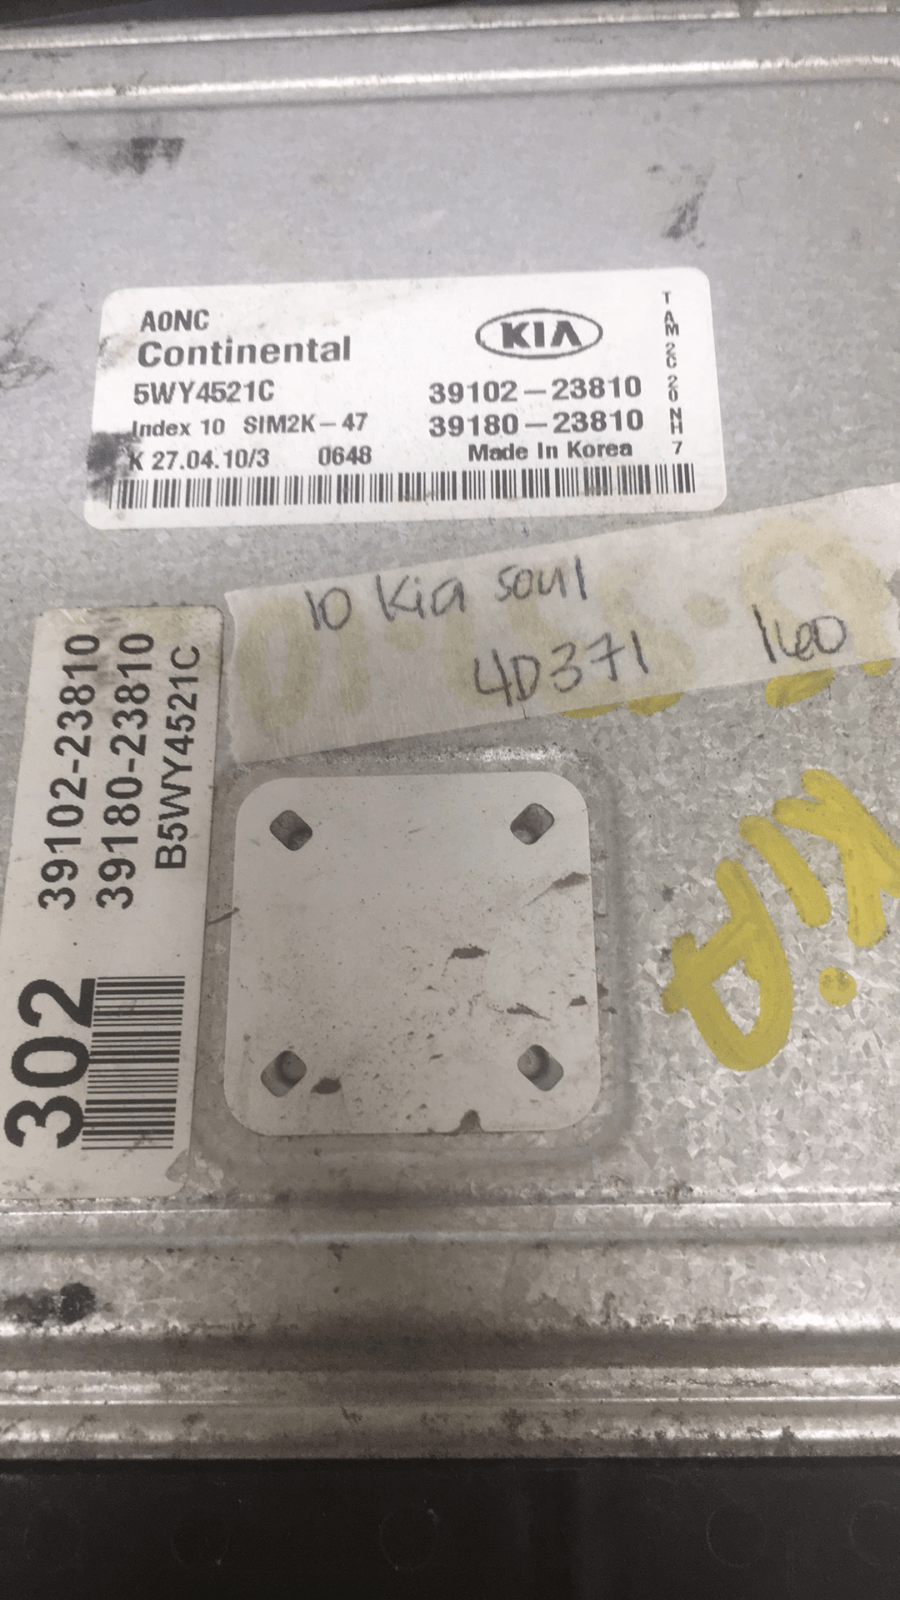 A0NC
Continental
5WY4521C
Index 10 SIM2K-47
K 27.04.10/3 0648
KIA
39102-23810
39180-23810
Made In Korea
TAM2C20NH7
10 Kia soul
4D371 160
39102-23810
39180-23810
B5WY4521C
302
KiA